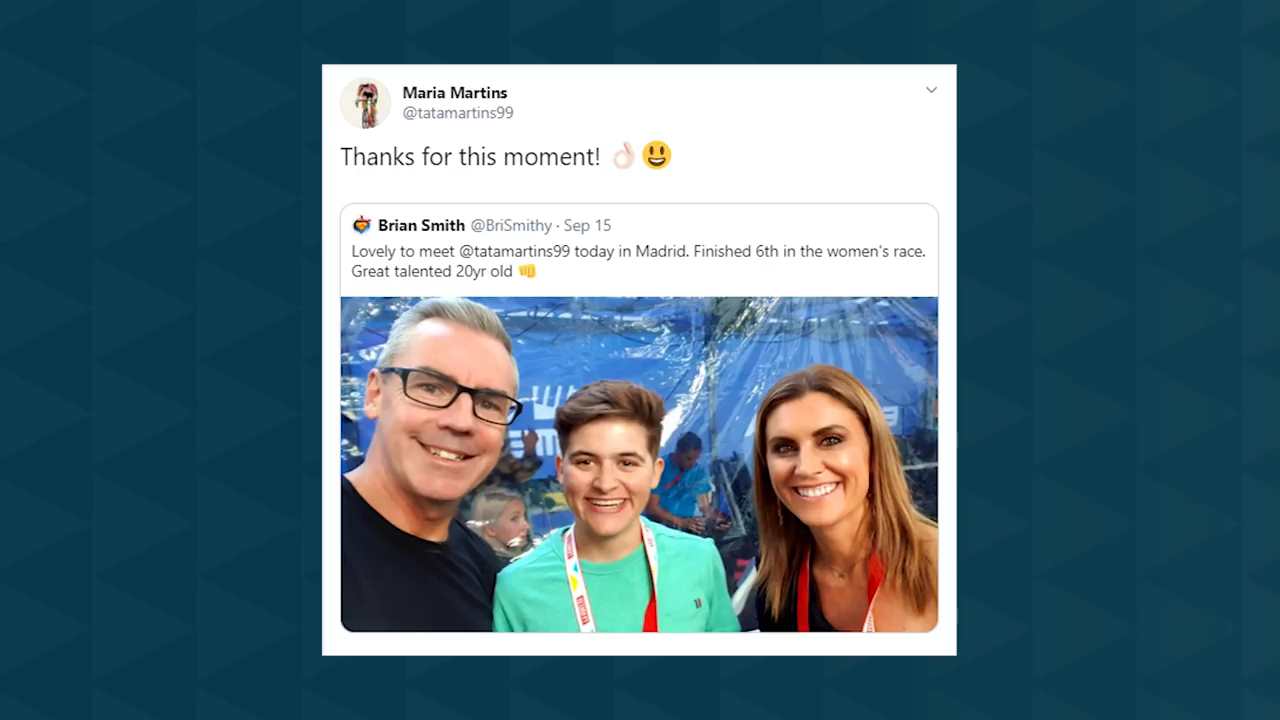 Maria Martins
@tatamartins99
Thanks for this moment! 👌🏻😃
Brian Smith @BriSmithy · Sep 15
Lovely to meet @tatamartins99 today in Madrid. Finished 6th in the women's race.
Great talented 20yr old 👊